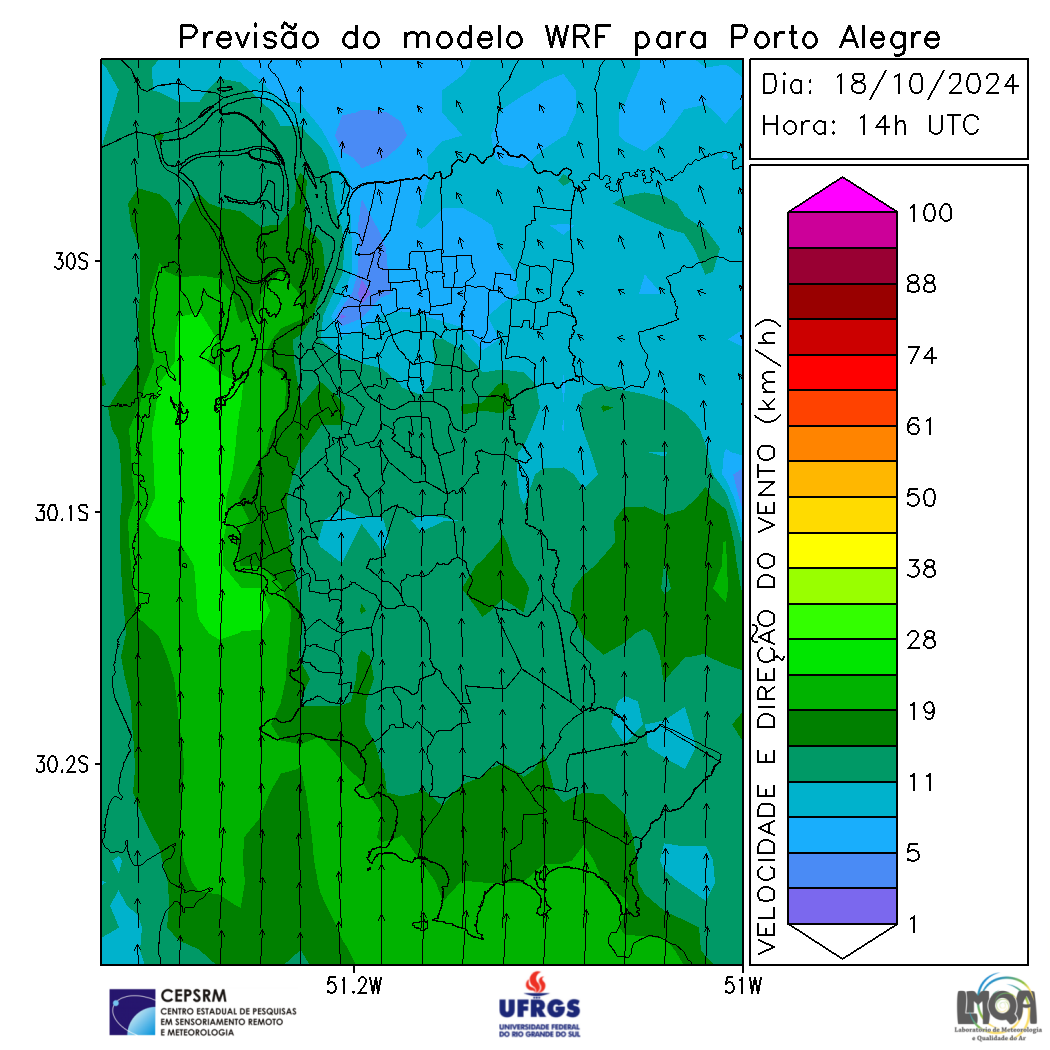 Previsão do modelo WRF para Porto Alegre
Dia: 18/10/2024
Hora: 14h UTC
30S
30.1S
30.2S
51.2W
51W
VELOCIDADE E DIREÇÃO DO VENTO (km/h)
100
88
74
61
50
38
28
19
11
5
1
CEPSRM
CENTRO ESTADUAL DE PESQUISAS
EM SENSORIAMENTO REMOTO
E METEOROLOGIA
UFRGS
UNIVERSIDADE FEDERAL
DO RIO GRANDE DO SUL
LMQA
Laboratório de Meteorologia
e Qualidade do Ar